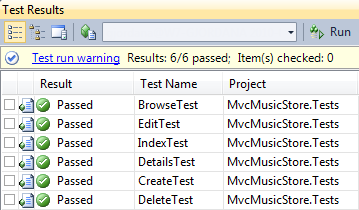 Test Results
Run
Test run warning Results: 6/6 passed; Item(s) checked: 0
Result Test Name Project
Passed BrowseTest MvcMusicStore.Tests
Passed EditTest MvcMusicStore.Tests
Passed IndexTest MvcMusicStore.Tests
Passed DetailsTest MvcMusicStore.Tests
Passed CreateTest MvcMusicStore.Tests
Passed DeleteTest MvcMusicStore.Tests